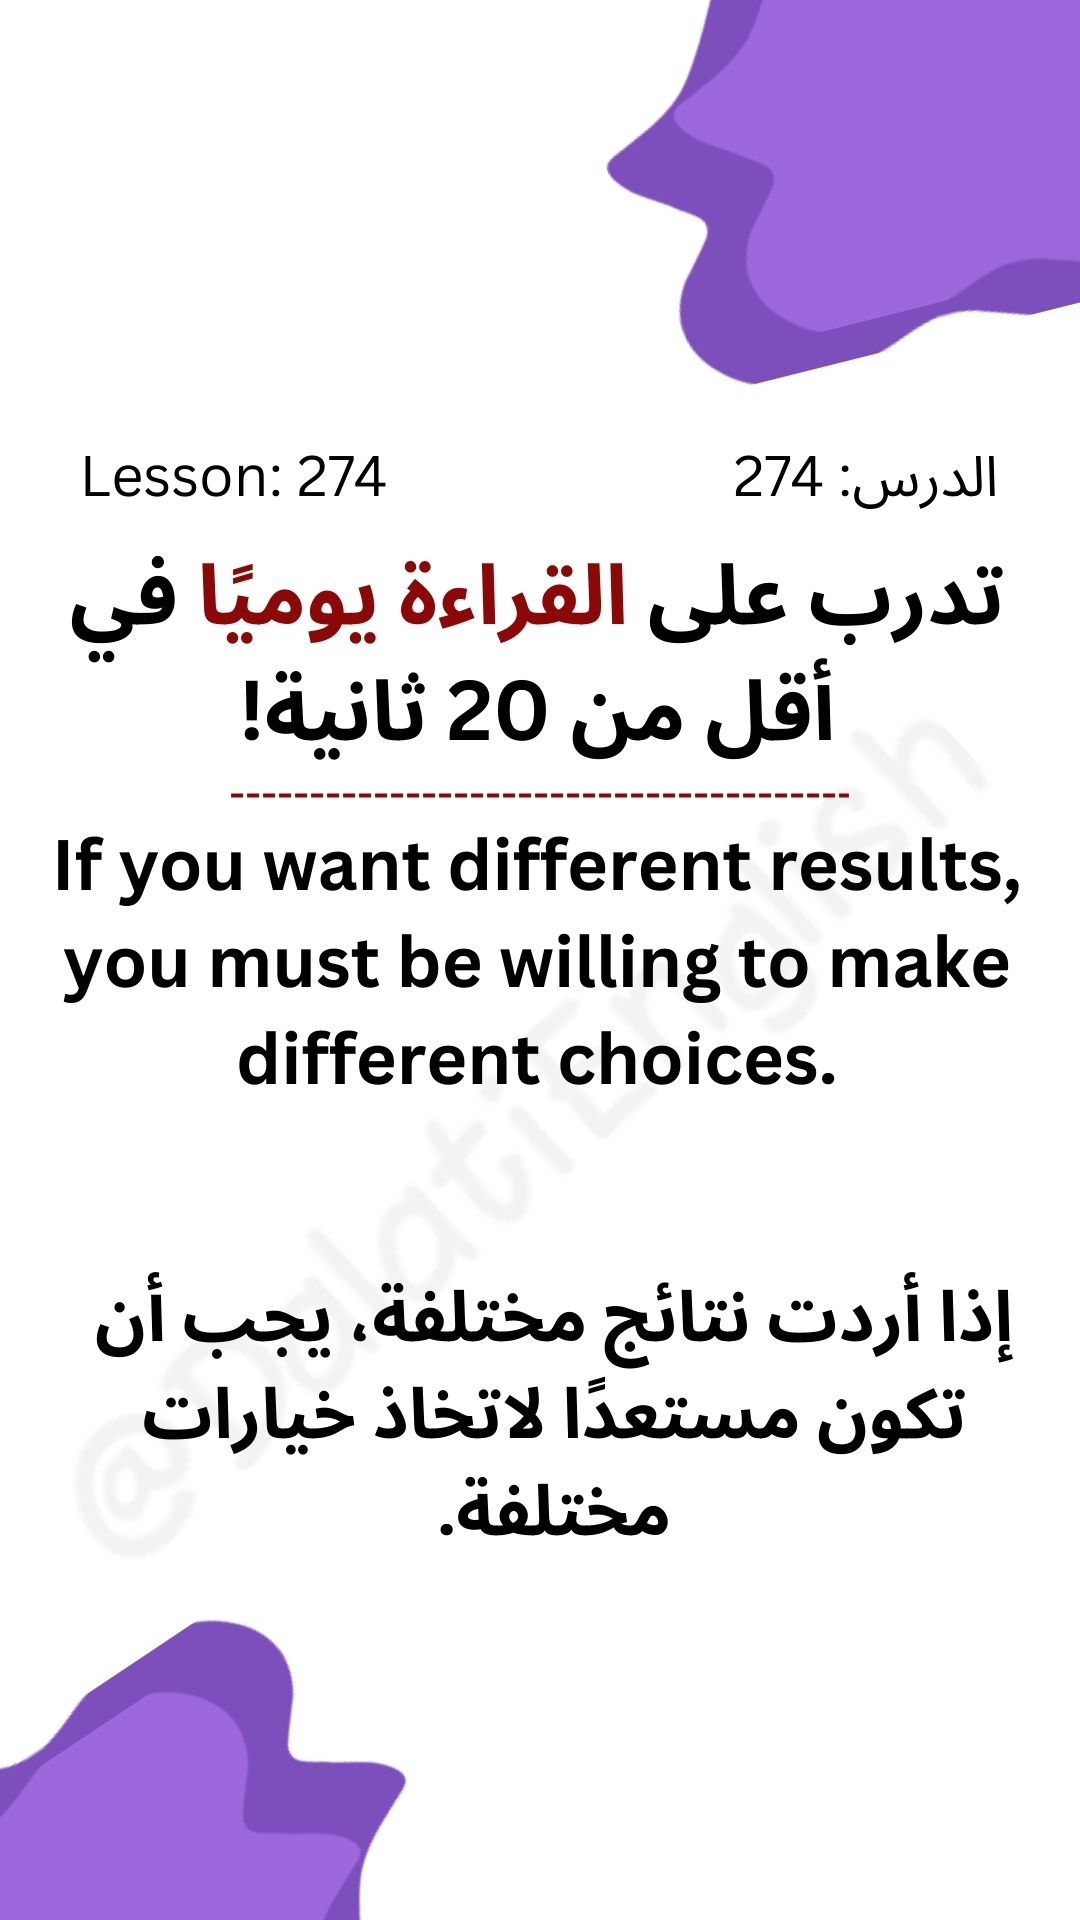 Lesson: 274
الدرس: 274
تدرب على القراءة يوميًا في
أقل من 20 ثانية!
---------------------------------------
If you want different results,
you must be willing to make
different choices.
إذا أردت نتائج مختلفة، يجب أن
تكون مستعدًا لاتخاذ خيارات
مختلفة.
@DalatiEnglish